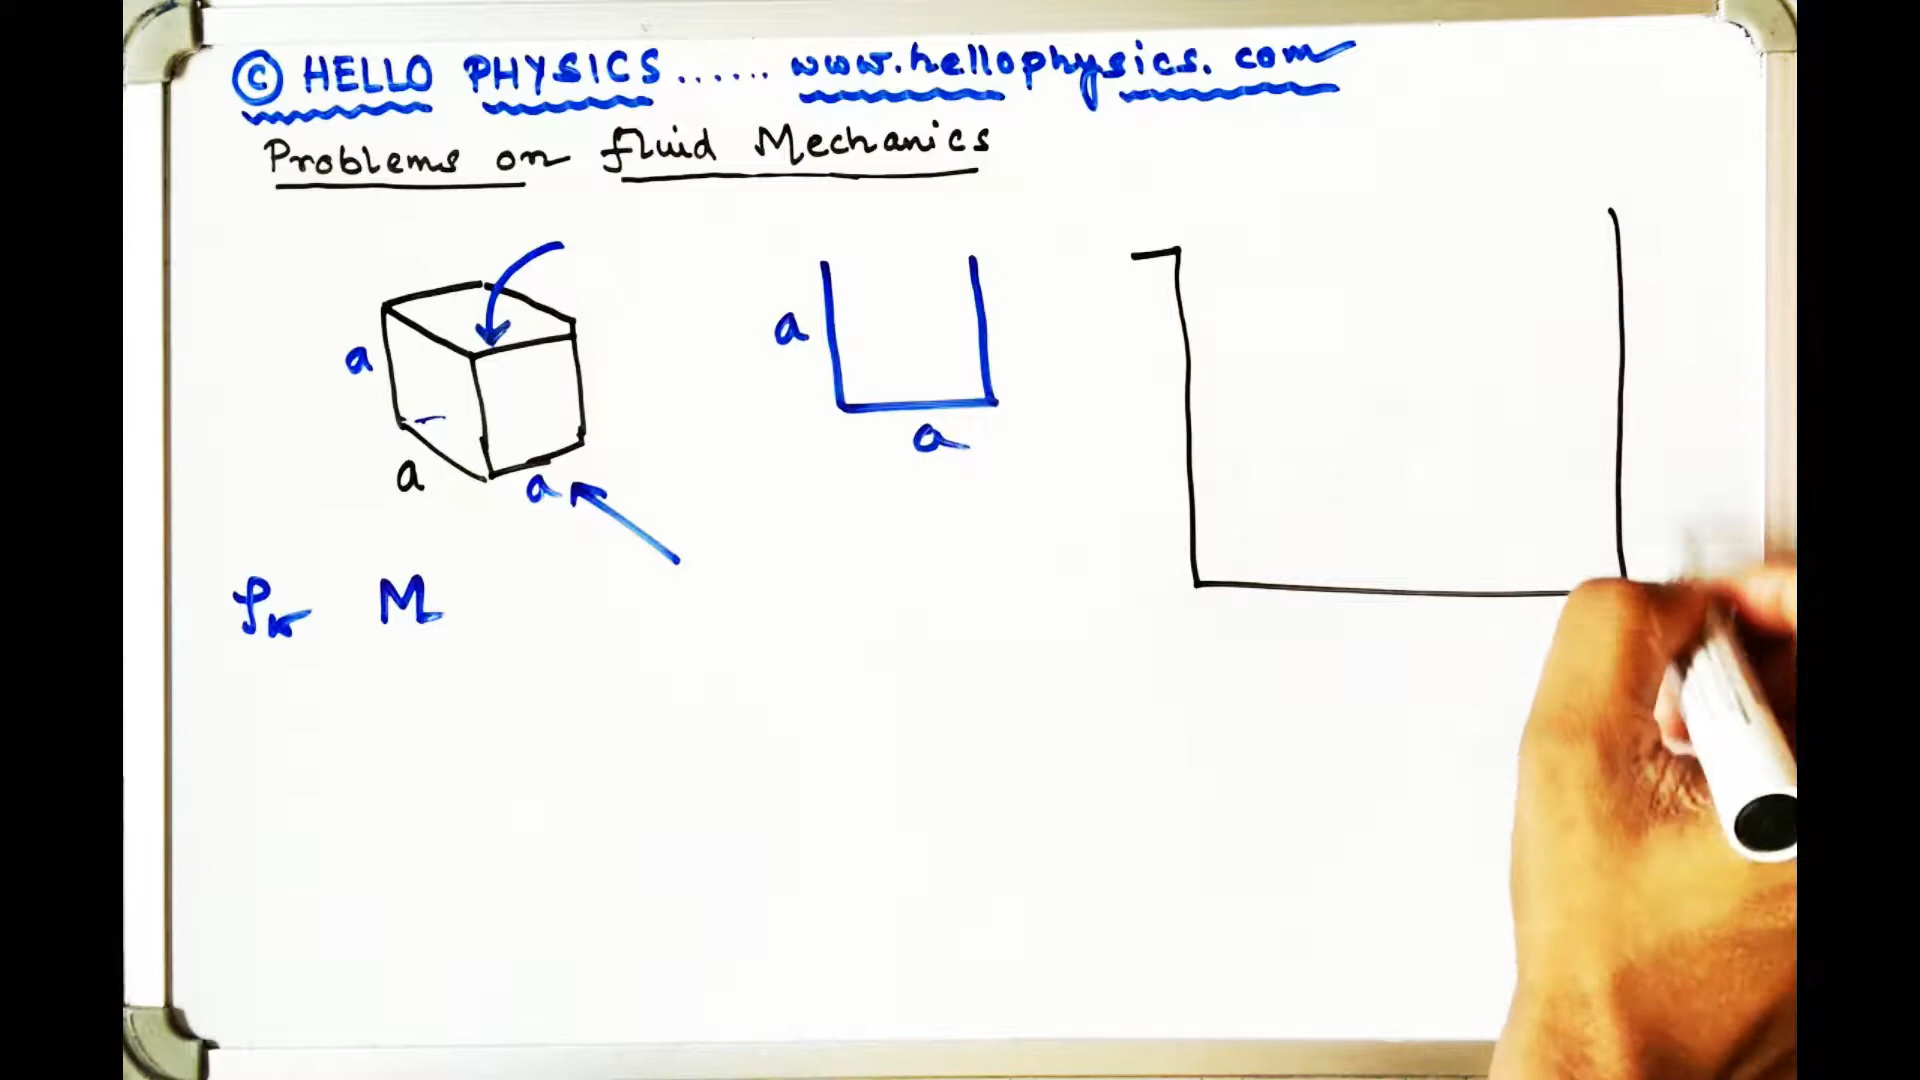 © HELLO PHYSICS...... www.hellophysics.com
Problems on fluid Mechanics
a
a
a
a
a
M